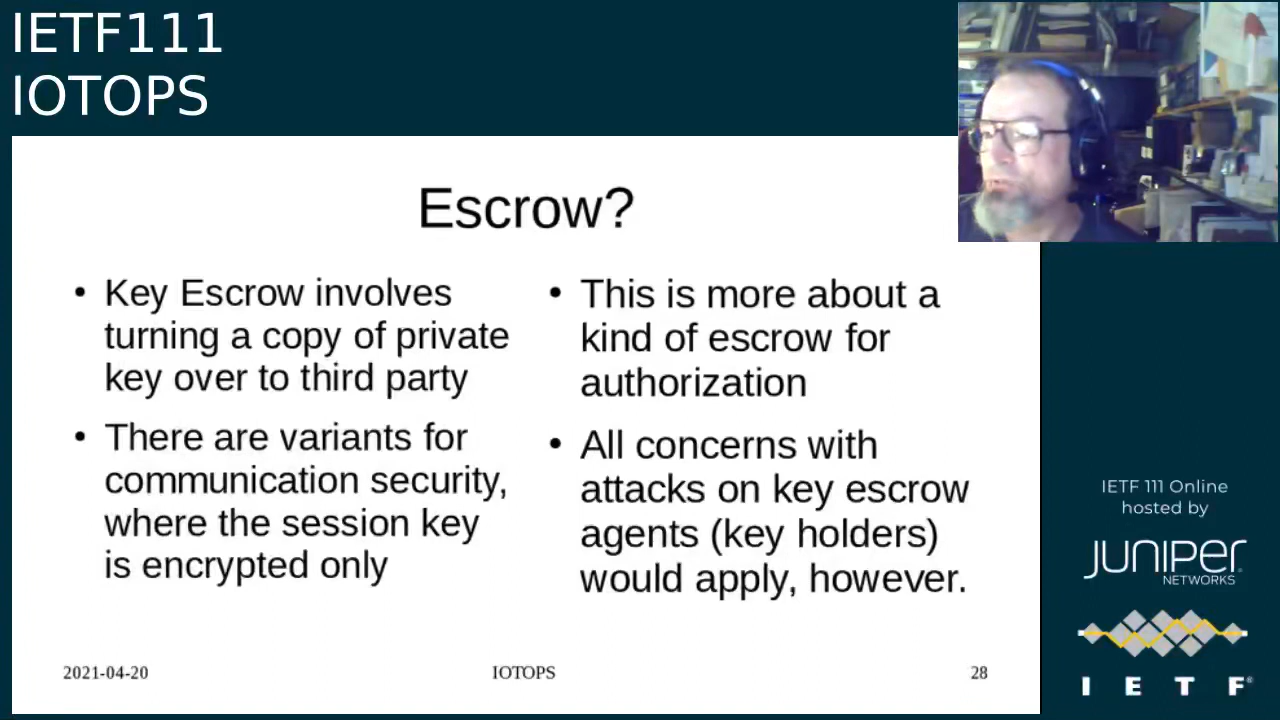 IETF111
IOTOPS
Escrow?
• Key Escrow involves
turning a copy of private
key over to third party
• There are variants for
communication security,
where the session key
is encrypted only
• This is more about a
kind of escrow for
authorization
• All concerns with
attacks on key escrow
agents (key holders)
would apply, however.
2021-04-20
IOTOPS
28
IETF 111 Online
hosted by
JUNIPER
NETWORKS
IETF®